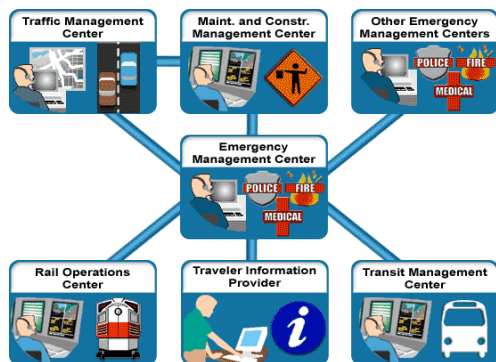 Traffic Management
Center
Maint. and Constr.
Management Center
Other Emergency
Management Centers
POLICE
FIRE
MEDICAL
Emergency
Management Center
POLICE
FIRE
MEDICAL
Rail Operations
Center
Traveler Information
Provider
i
Transit Management
Center